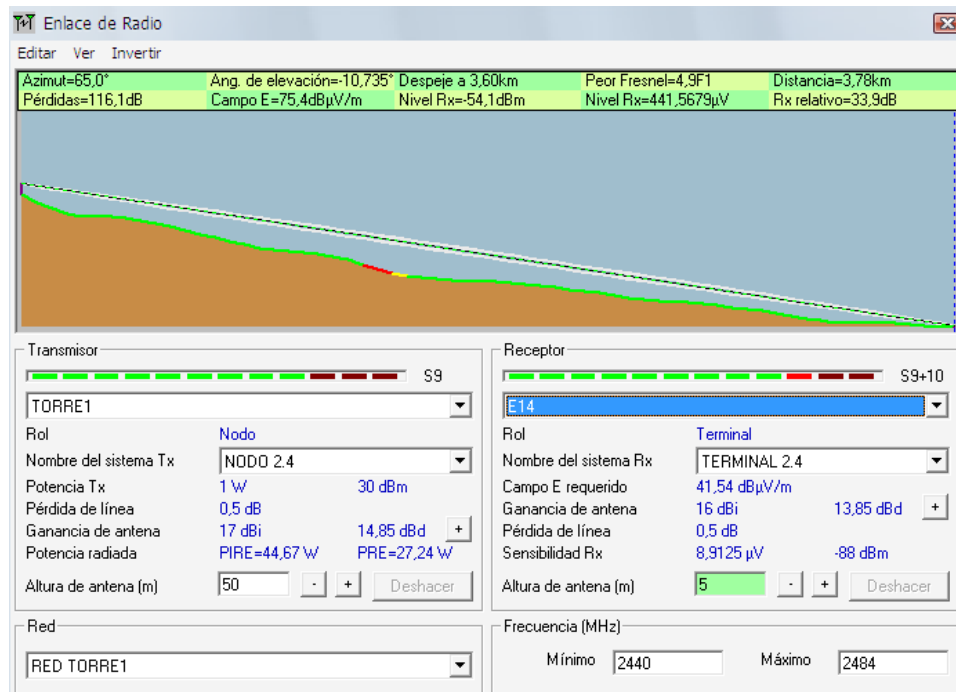 Enlace de Radio
Editar Ver Invertir
Azimut=65,0° Ang. de elevación=-10,735° Despeje a 3,60km Peor Fresnel=4,9F1 Distancia=3,78km
Pérdidas=116,1dB Campo E=75,4dBµV/m Nivel Rx=-54,1dBm Nivel Rx=441,5679µV Rx relativo=33,9dB
Transmisor
S9
TORRE1
Rol Nodo
Nombre del sistema Tx NODO 2.4
Potencia Tx 1 W 30 dBm
Pérdida de línea 0,5 dB
Ganancia de antena 17 dBi 14,85 dBd +
Potencia radiada PIRE=44,67 W PRE=27,24 W
Altura de antena (m) 50 - + Deshacer
Red
RED TORRE1
Receptor
S9+10
E14
Rol Terminal
Nombre del sistema Rx TERMINAL 2.4
Campo E requerido 41,54 dBµV/m
Ganancia de antena 16 dBi 13,85 dBd +
Pérdida de línea 0,5 dB
Sensibilidad Rx 8,9125 µV -88 dBm
Altura de antena (m) 5 - + Deshacer
Frecuencia (MHz)
Mínimo 2440 Máximo 2484